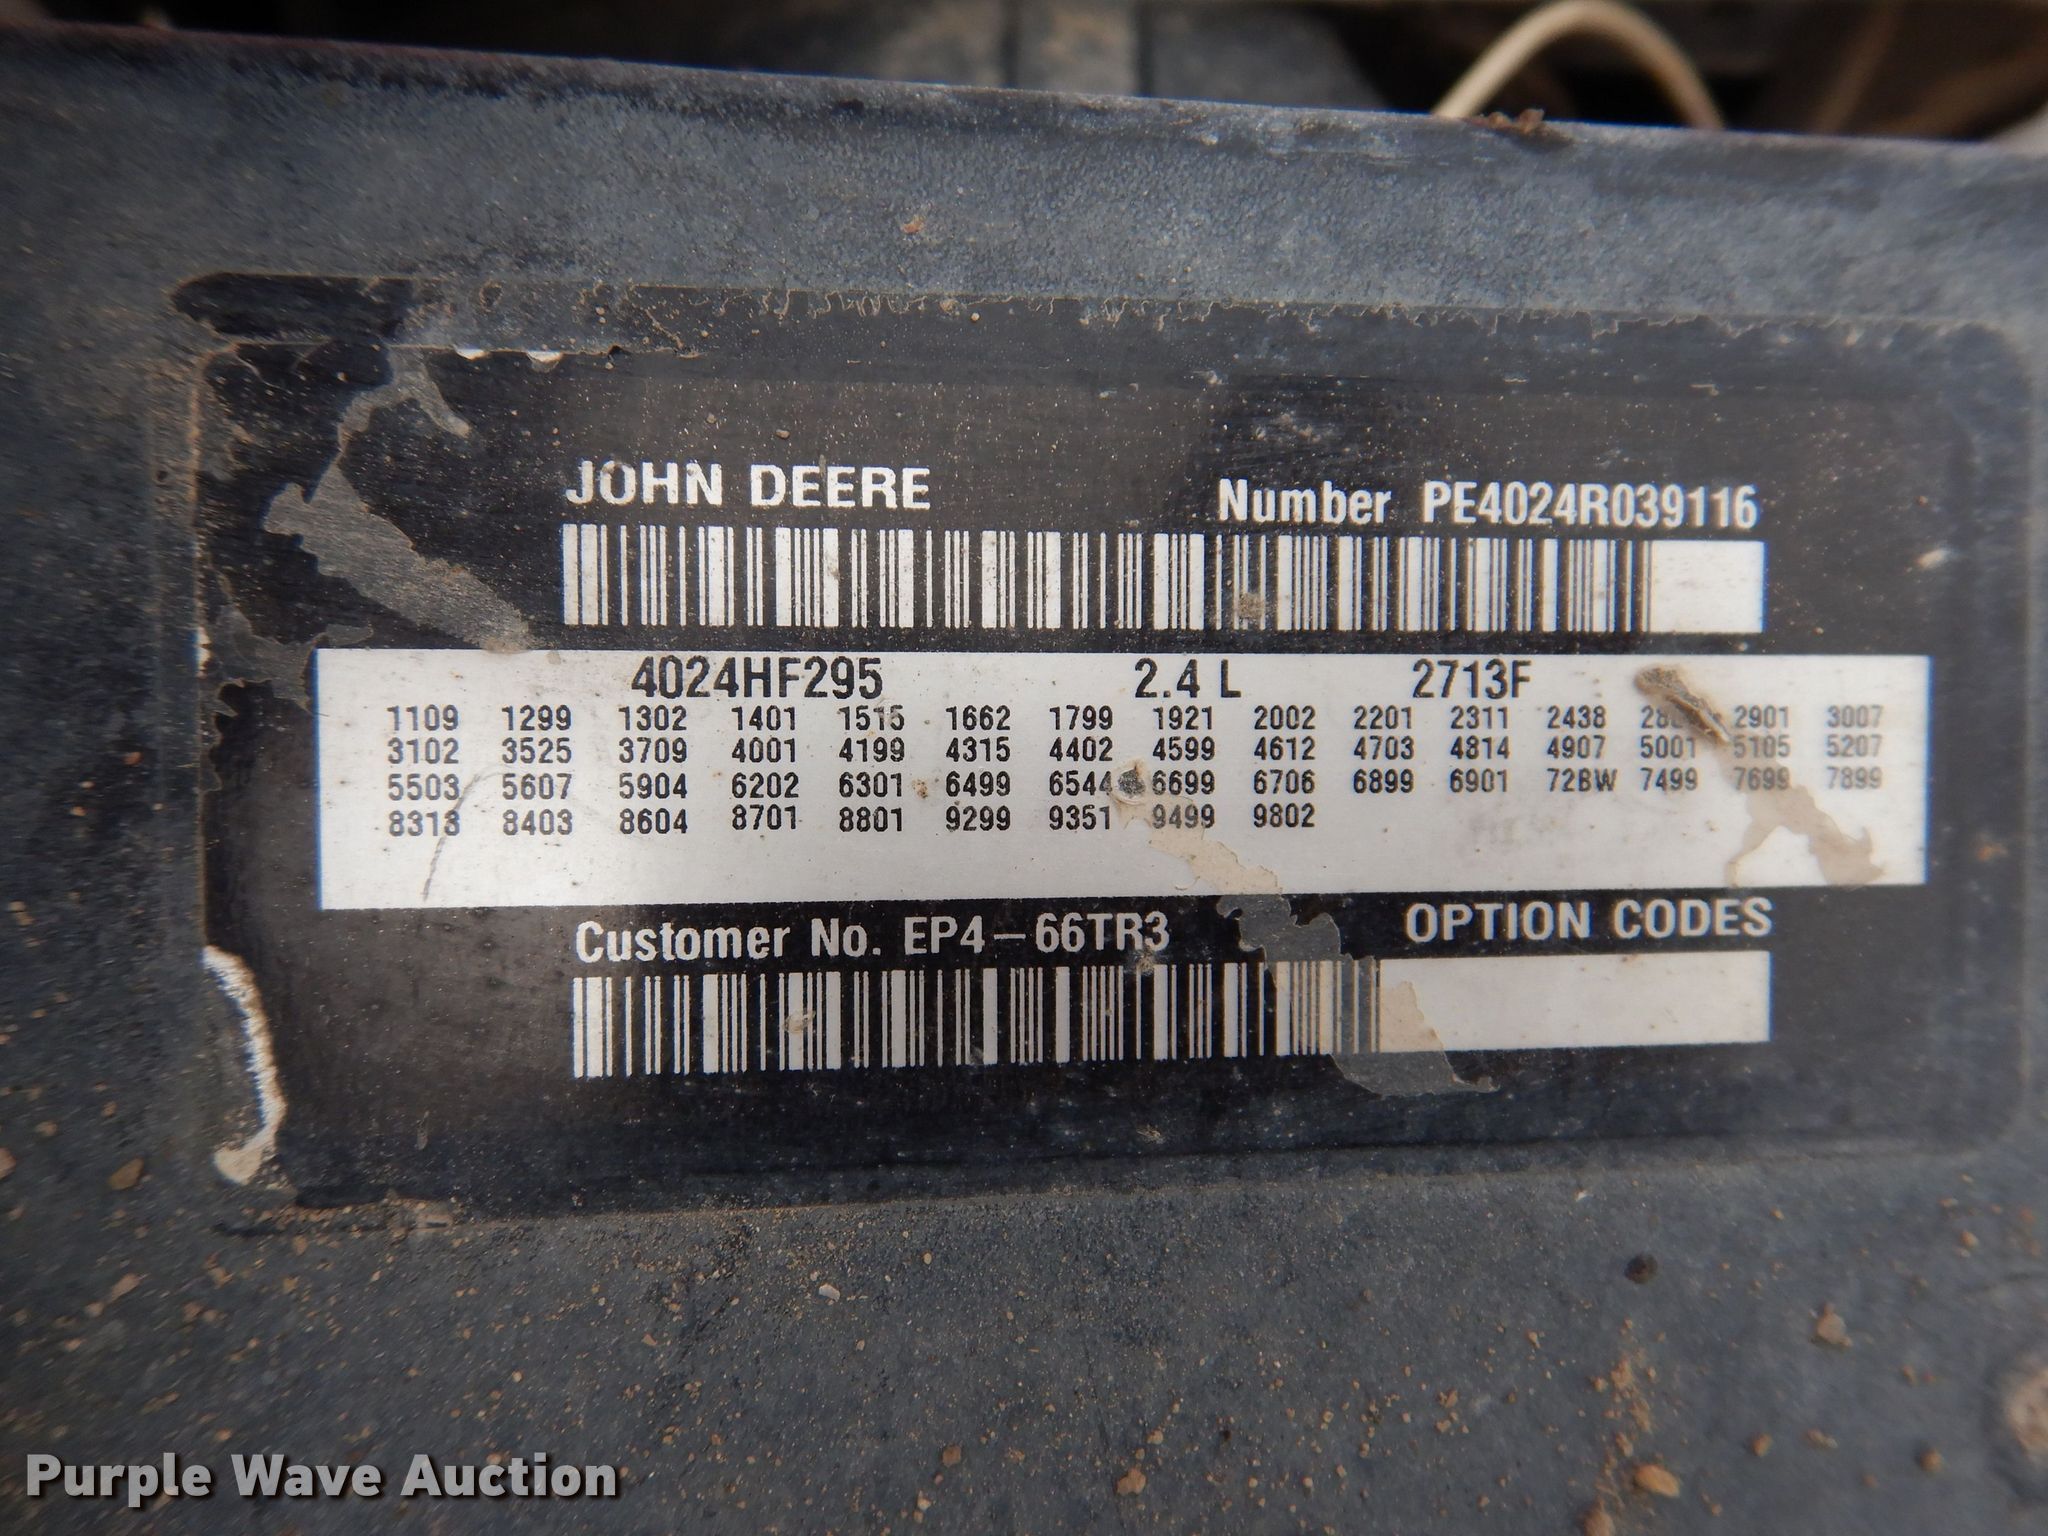 JOHN DEERE Number PE4024R039116
4024HF295 2.4 L 2713F
1109 1299 1302 1401 1515 1662 1799 1921 2002 2201 2311 2438 2901 3007
3102 3525 3709 4001 4199 4315 4402 4599 4612 4703 4814 4907 5001 5105 5207
5503 5607 5904 6202 6301 6499 6544 6699 6706 6899 6901 72BW 7499 7699 7899
8313 8403 8604 8701 8801 9299 9351 9499 9802
Customer No. EP4-66TR3 OPTION CODES
Purple Wave Auction